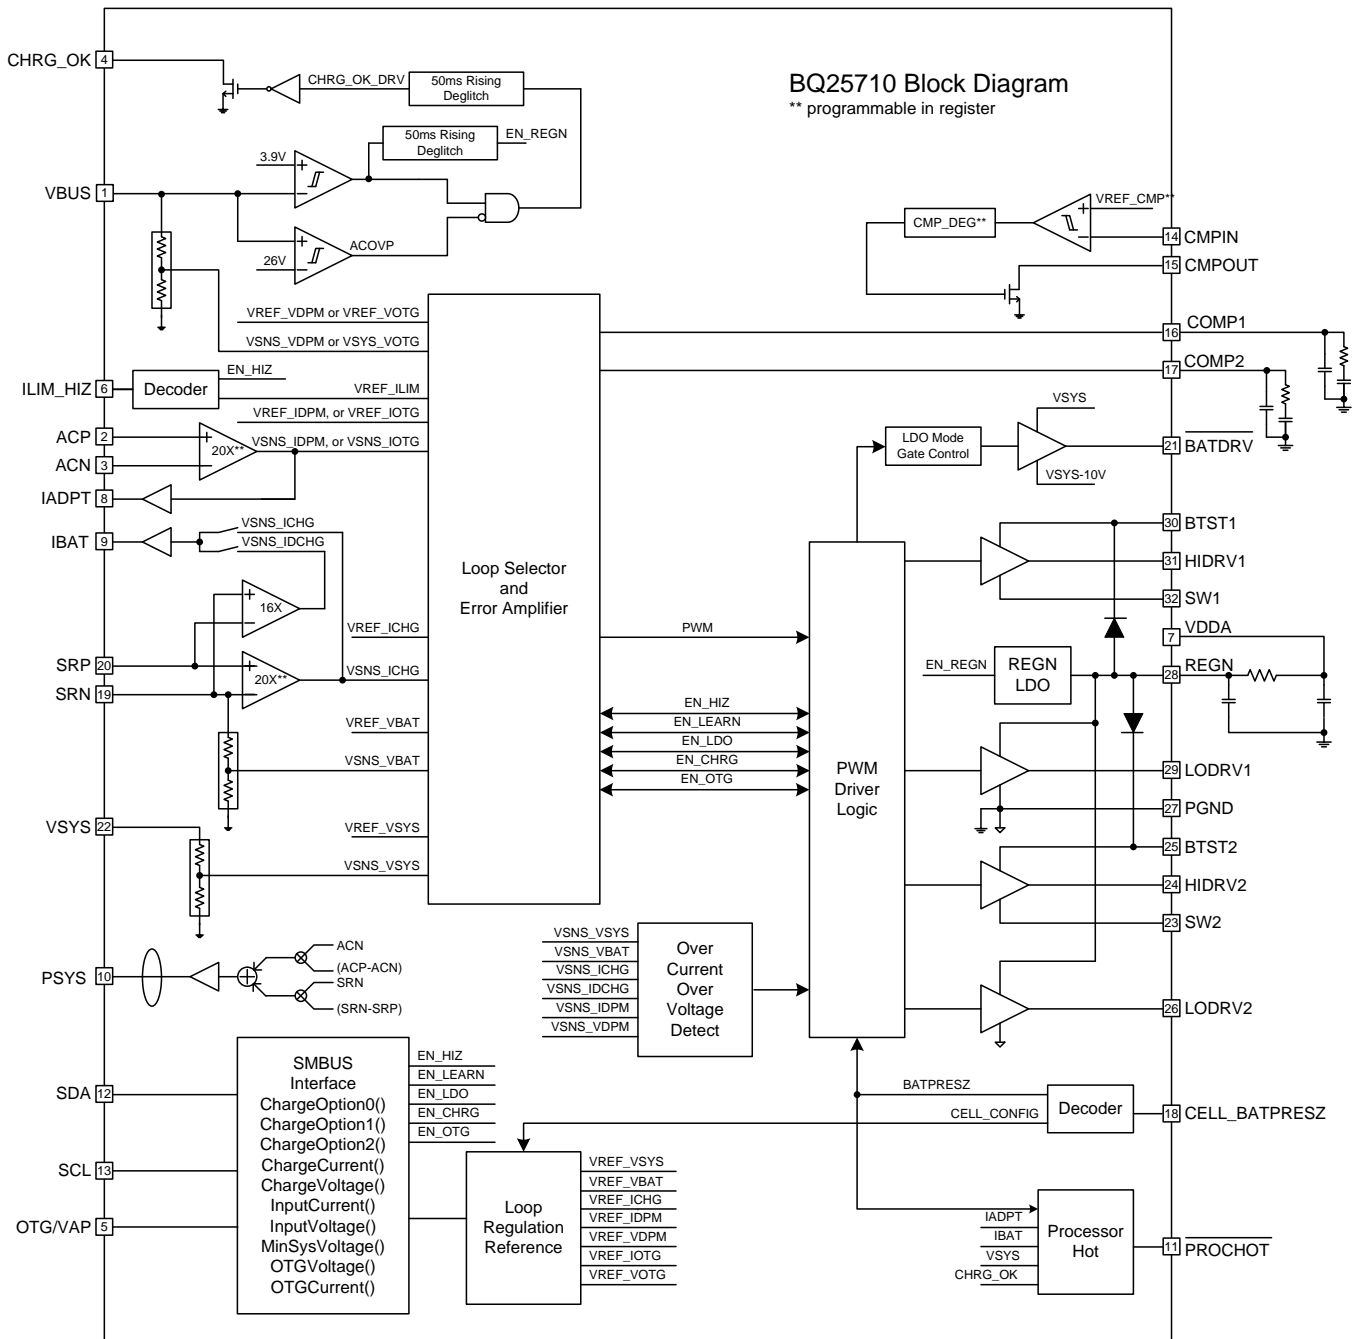 BQ25710 Block Diagram
** programmable in register
CHRG_OK
4
CHRG_OK_DRV
50ms Rising
Deglitch
50ms Rising
Deglitch
EN_REGN
3.9V
+
−
VBUS
1
+
−
26V
ACOVP
CMP_DEG**
VREF_CMP**
+
−
14
CMPIN
15
CMPOUT
VREF_VDPM or VREF_VOTG
VSNS_VDPM or VSYS_VOTG
16
COMP1
17
COMP2
ILIM_HIZ
6
Decoder
EN_HIZ
VREF_ILIM
VREF_IDPM, or VREF_IOTG
ACP
2
+
20X**
−
VSNS_IDPM, or VSNS_IOTG
ACN
3
IADPT
8
IBAT
9
VSNS_ICHG
VSNS_IDCHG
LDO Mode
Gate Control
VSYS
VSYS-10V
21
BATDRV
Loop Selector
and
Error Amplifier
+
16X
−
VREF_ICHG
SRP
20
SRN
19
+
20X**
−
VSNS_ICHG
VREF_VBAT
VSNS_VBAT
VSYS
22
VREF_VSYS
VSNS_VSYS
PWM
EN_HIZ
EN_LEARN
EN_LDO
EN_CHRG
EN_OTG
PWM
Driver
Logic
30
BTST1
31
HIDRV1
32
SW1
7
VDDA
EN_REGN
REGN
LDO
28
REGN
29
LODRV1
27
PGND
25
BTST2
24
HIDRV2
23
SW2
26
LODRV2
PSYS
10
ACN
(ACP-ACN)
SRN
(SRN-SRP)
VSNS_VSYS
VSNS_VBAT
VSNS_ICHG
VSNS_IDCHG
VSNS_IDPM
VSNS_VDPM
Over
Current
Over
Voltage
Detect
SDA
12
SCL
13
OTG/VAP
5
SMBUS
Interface
ChargeOption0()
ChargeOption1()
ChargeOption2()
ChargeCurrent()
ChargeVoltage()
InputCurrent()
InputVoltage()
MinSysVoltage()
OTGVoltage()
OTGCurrent()
EN_HIZ
EN_LEARN
EN_LDO
EN_CHRG
EN_OTG
Loop
Regulation
Reference
VREF_VSYS
VREF_VBAT
VREF_ICHG
VREF_IDPM
VREF_VDPM
VREF_IOTG
VREF_VOTG
BATPRESZ
CELL_CONFIG
Decoder
18
CELL_BATPRESZ
IADPT
IBAT
VSYS
CHRG_OK
Processor
Hot
11
PROCHOT